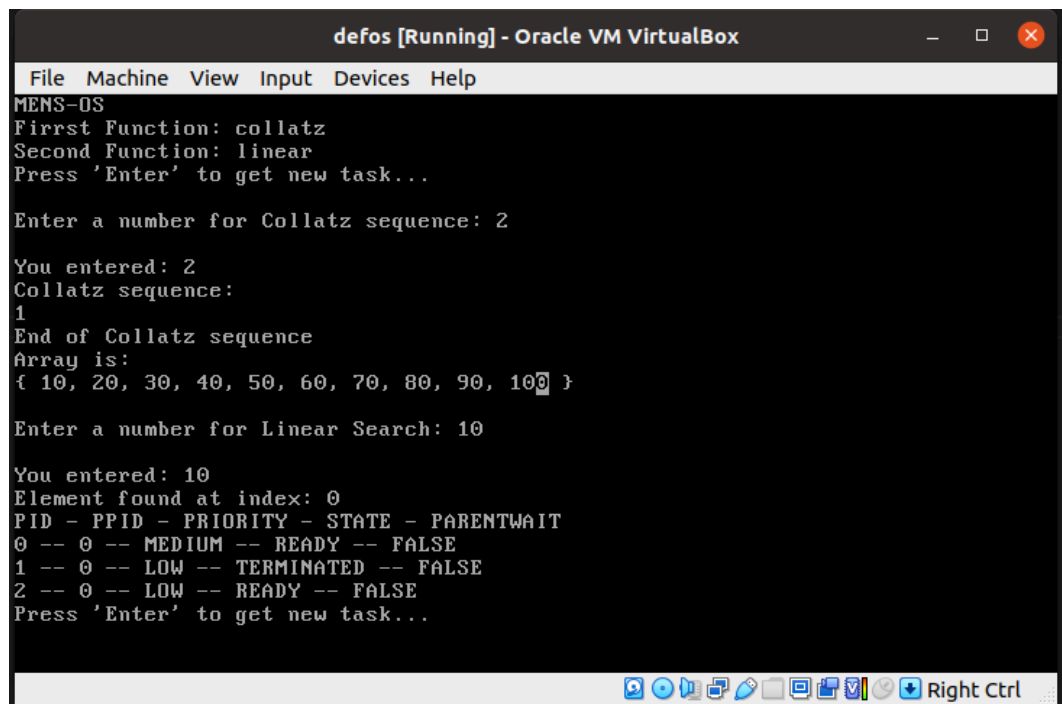 defos [Running] - Oracle VM VirtualBox
File Machine View Input Devices Help
MENS-OS
Firrst Function: collatz
Second Function: linear
Press 'Enter' to get new task...
Enter a number for Collatz sequence: 2
You entered: 2
Collatz sequence:
1
End of Collatz sequence
Array is:
{ 10, 20, 30, 40, 50, 60, 70, 80, 90, 100 }
Enter a number for Linear Search: 10
You entered: 10
Element found at index: 0
PID - PPID - PRIORITY - STATE - PARENTWAIT
0 -- 0 -- MEDIUM -- READY -- FALSE
1 -- 0 -- LOW -- TERMINATED -- FALSE
2 -- 0 -- LOW -- READY -- FALSE
Press 'Enter' to get new task...
Right Ctrl